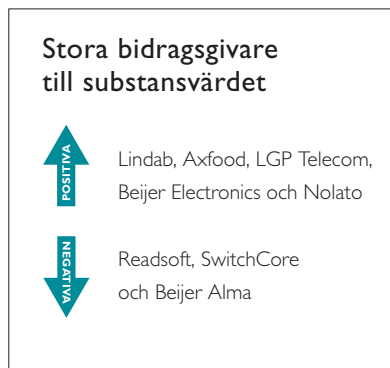 Stora bidragsgivare
till substansvärdet
POSITIVA
Lindab, Axfood, LGP Telecom,
Beijer Electronics och Nolato
NEGATIVA
Readsoft, SwitchCore
och Beijer Alma